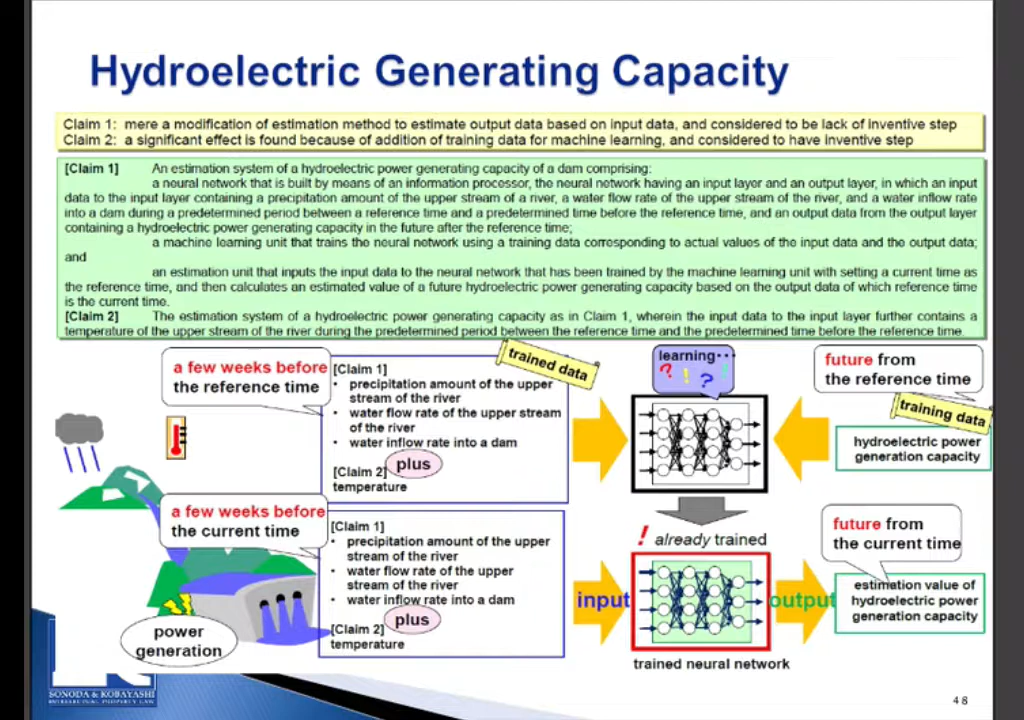 Hydroelectric Generating Capacity
Claim 1: mere a modification of estimation method to estimate output data based on input data, and considered to be lack of inventive step
Claim 2: a significant effect is found because of addition of training data for machine learning, and considered to have inventive step
[Claim 1] An estimation system of a hydroelectric power generating capacity of a dam comprising:
a neural network that is built by means of an information processor, the neural network having an input layer and an output layer, in which an input
data to the input layer containing a precipitation amount of the upper stream of a river, a water flow rate of the upper stream of the river, and a water inflow rate
into a dam during a predetermined period between a reference time and a predetermined time before the reference time, and an output data from the output layer
containing a hydroelectric power generating capacity in the future after the reference time;
a machine learning unit that trains the neural network using a training data corresponding to actual values of the input data and the output data;
and
an estimation unit that inputs the input data to the neural network that has been trained by the machine learning unit with setting a current time as
the reference time, and then calculates an estimated value of a future hydroelectric power generating capacity based on the output data of which reference time
is the current time.
[Claim 2] The estimation system of a hydroelectric power generating capacity as in Claim 1, wherein the input data to the input layer further contains a
temperature of the upper stream of the river during the predetermined period between the reference time and the predetermined time before the reference time.
a few weeks before
the reference time
[Claim 1]
• precipitation amount of the upper
stream of the river
• water flow rate of the upper stream
of the river
• water inflow rate into a dam
[Claim 2]
plus
temperature
trained data
learning···
? ! ? !
future from
the reference time
training data
hydroelectric power
generation capacity
a few weeks before
the current time
[Claim 1]
• precipitation amount of the upper
stream of the river
• water flow rate of the upper
stream of the river
• water inflow rate into a dam
[Claim 2]
plus
temperature
power
generation
! already trained
input
output
trained neural network
future from
the current time
estimation value of
hydroelectric power
generation capacity
SONODA & KOBAYASHI
INTELLECTUAL PROPERTY LAW
48